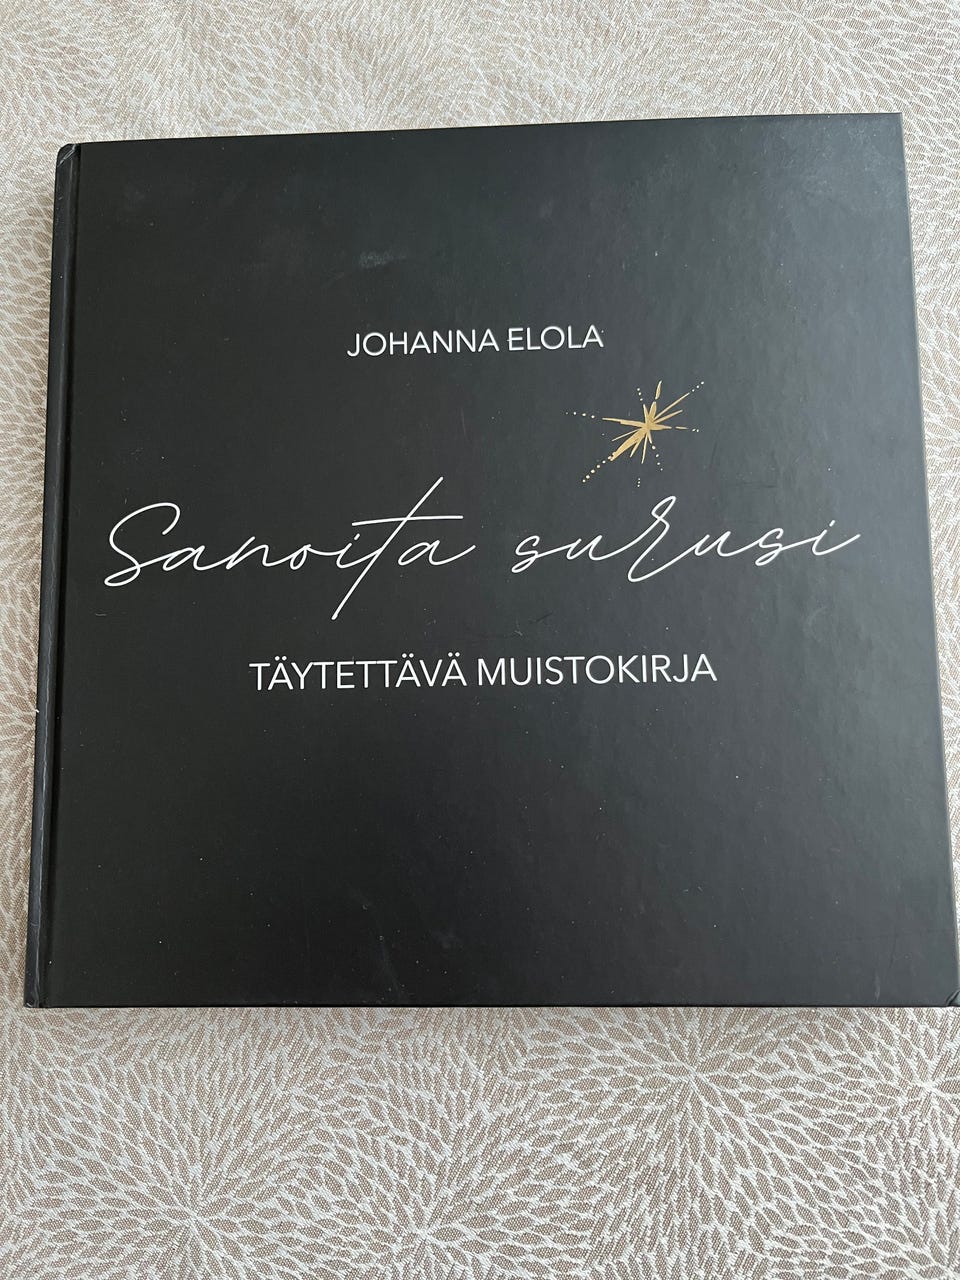 JOHANNA ELOLA
Sanoita surusi
TÄYTETTÄVÄ MUISTOKIRJA